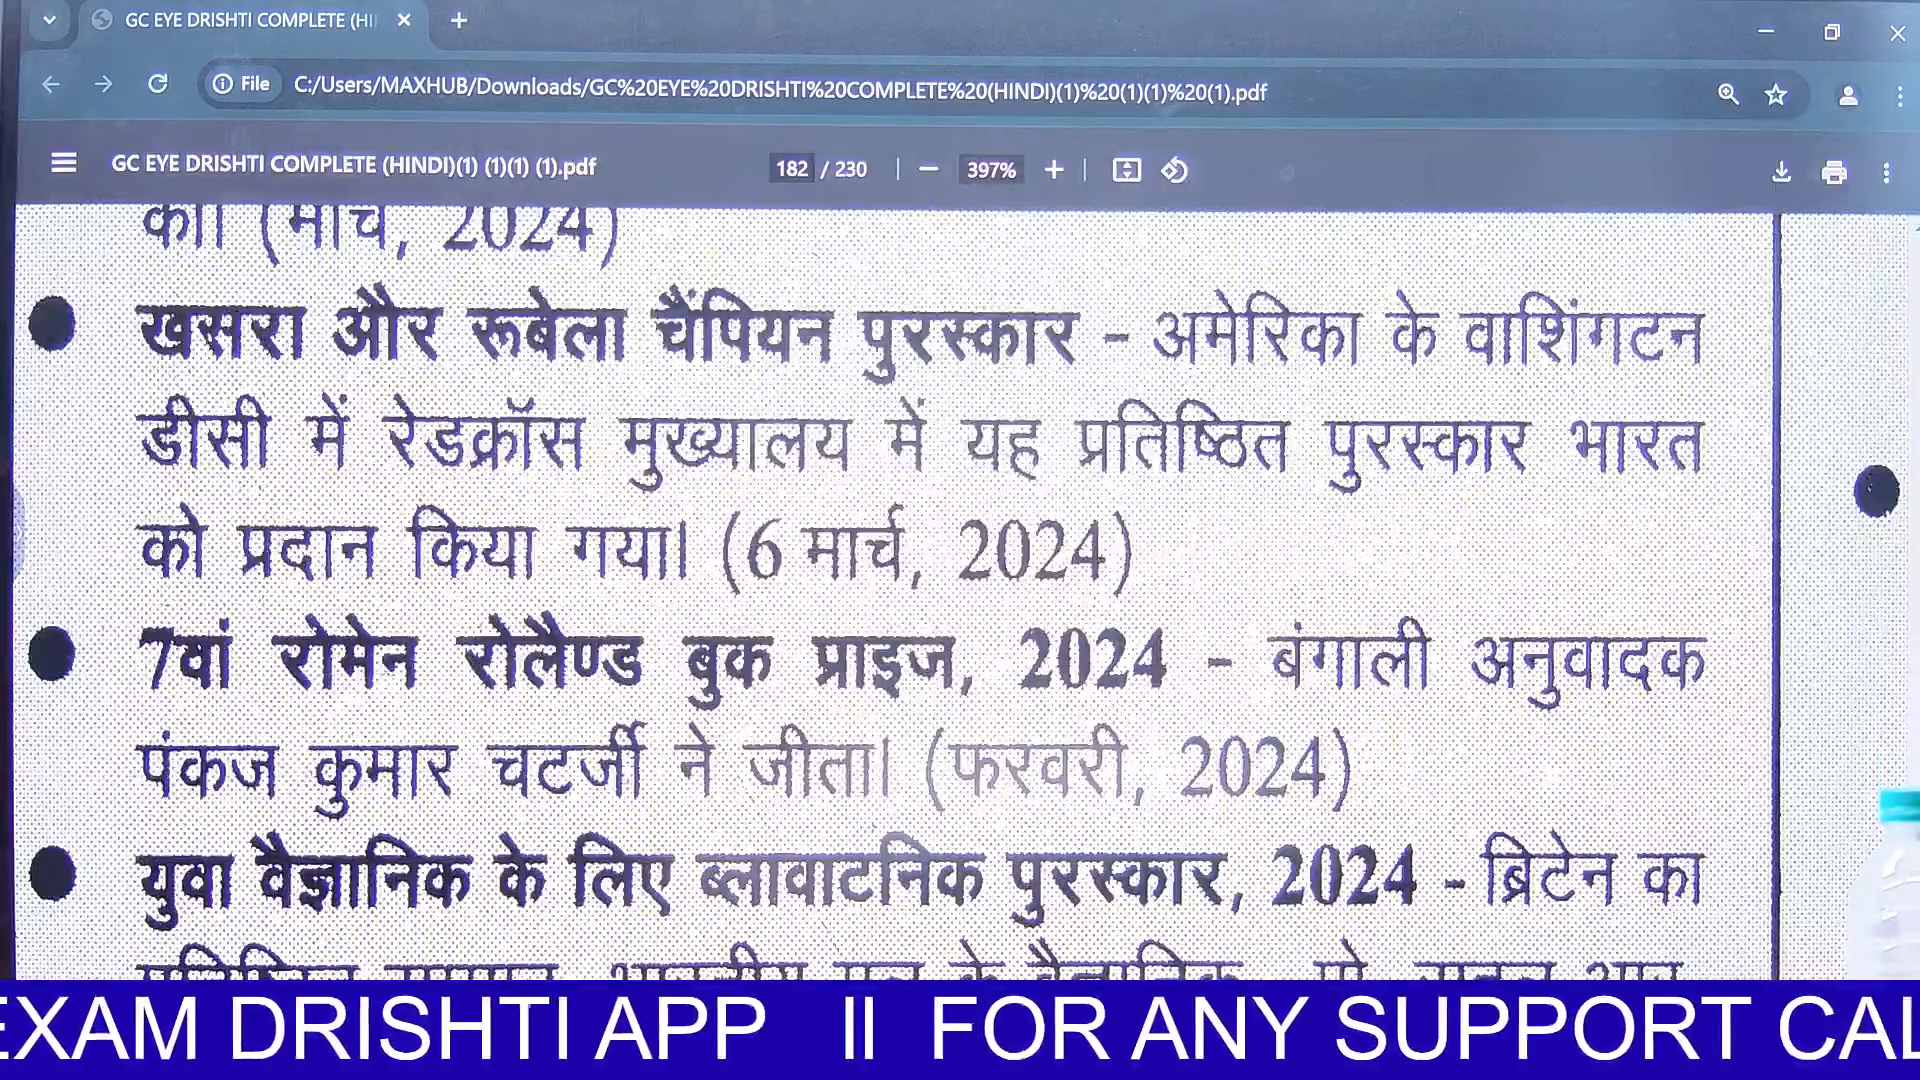 GC EYE DRISHTI COMPLETE (HI
File C:/Users/MAXHUB/Downloads/GC%20EYE%20DRISHTI%20COMPLETE%20(HINDI)(1)%20(1)(1)%20(1).pdf
GC EYE DRISHTI COMPLETE (HINDI)(1) (1)(1) (1).pdf 182 / 230 397%
की। (मार्च, 2024)
● खसरा और रूबेला चैंपियन पुरस्कार - अमेरिका के वाशिंगटन
डीसी में रेडक्रॉस मुख्यालय में यह प्रतिष्ठित पुरस्कार भारत
को प्रदान किया गया। (6 मार्च, 2024)
● 7वां रोमेन रोलैण्ड बुक प्राइज, 2024 - बंगाली अनुवादक
पंकज कुमार चटर्जी ने जीता। (फरवरी, 2024)
● युवा वैज्ञानिक के लिए ब्लावाटनिक पुरस्कार, 2024 - ब्रिटेन का
EXAM DRISHTI APP II FOR ANY SUPPORT CAL